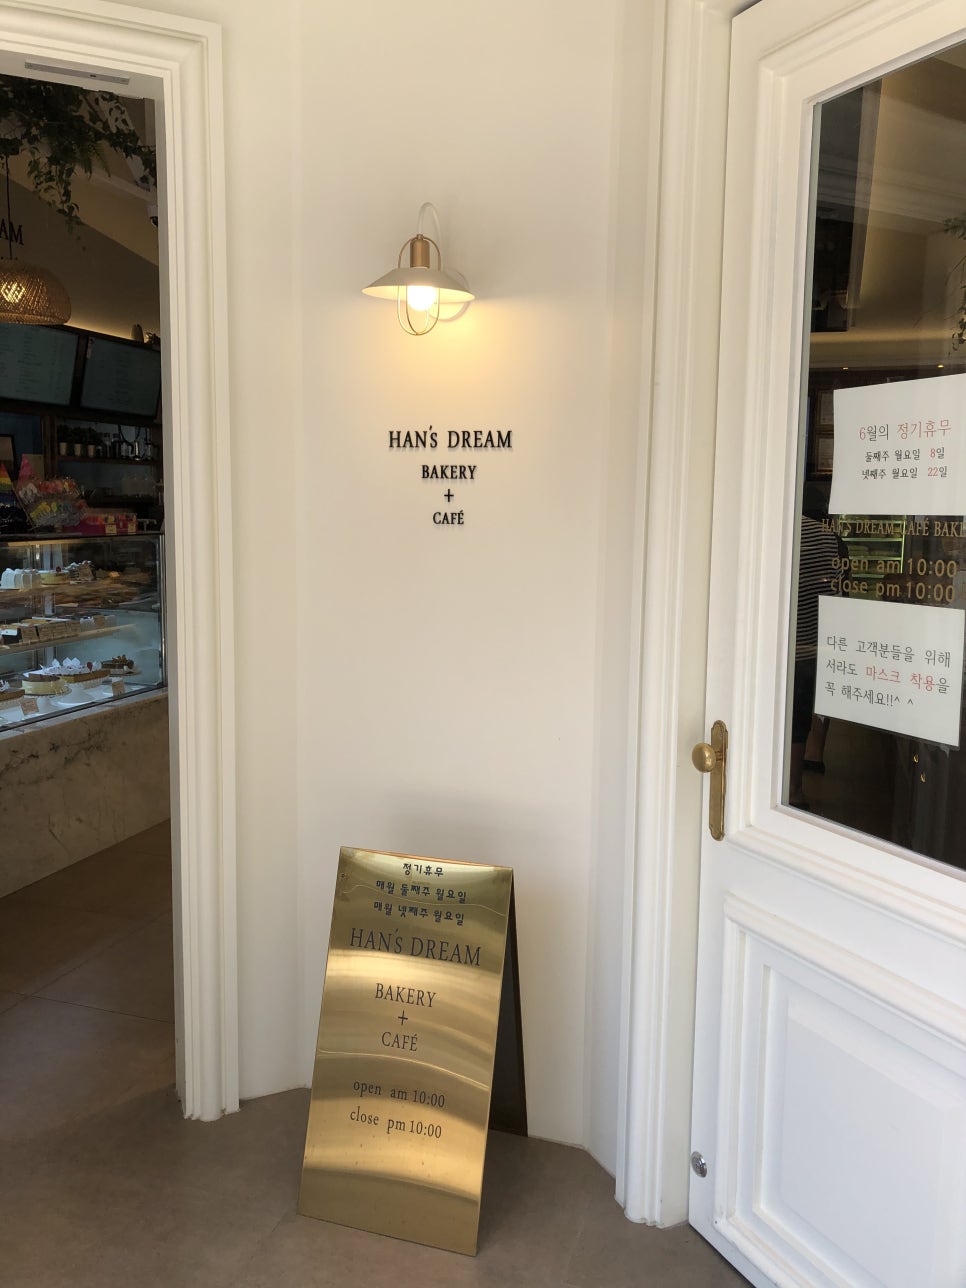 AM
HAN'S DREAM
BAKERY
+
CAFÉ
6월의 정기휴무
둘째주 월요일 8일
넷째주 월요일 22일
HAN'S DREAM CAFÉ
open am 10:00
close pm 10:00
다른 고객분들을 위해
서라도 마스크 착용을
꼭 해주세요!!^ ^
정기휴무
매월 둘째주 월요일
매월 넷째주 월요일
HAN'S DREAM
BAKERY
+
CAFÉ
open am 10:00
close pm 10:00